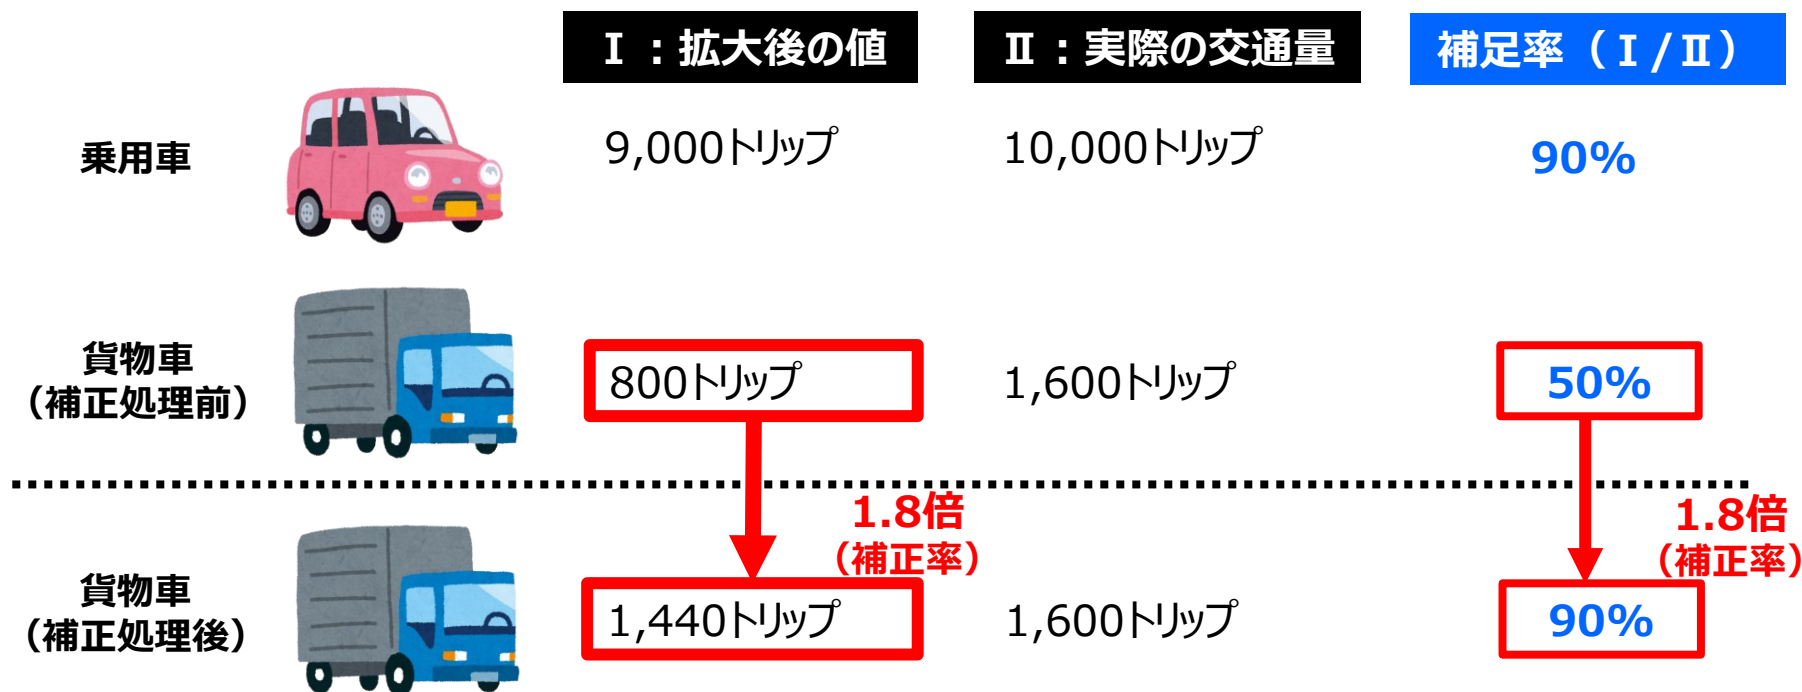 Ⅰ：拡大後の値
Ⅱ：実際の交通量
補足率（Ⅰ/Ⅱ）
乗用車
9,000トリップ
10,000トリップ
90%
貨物車
（補正処理前）
800トリップ
1,600トリップ
50%
1.8倍
（補正率）
1.8倍
（補正率）
貨物車
（補正処理後）
1,440トリップ
1,600トリップ
90%